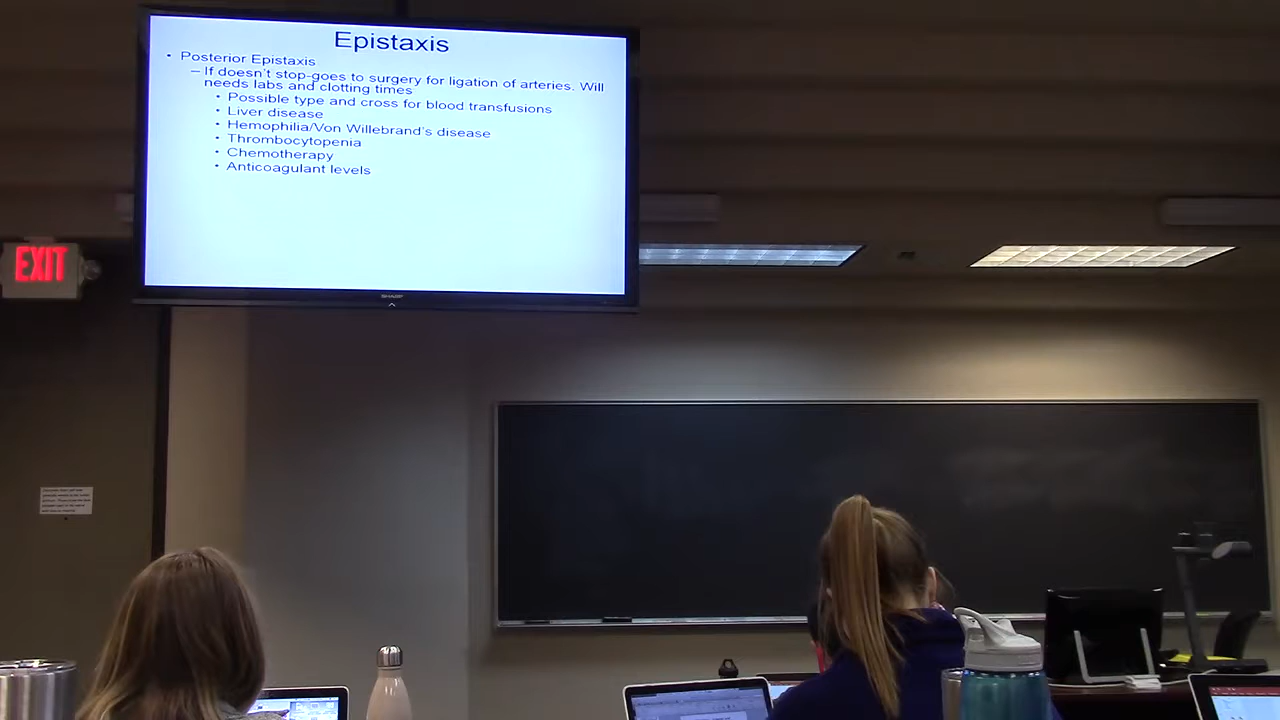 Epistaxis
• Posterior Epistaxis
– If doesn't stop-goes to surgery for ligation of arteries. Will
needs labs and clotting times
• Possible type and cross for blood transfusions
• Liver disease
• Hemophilia/Von Willebrand's disease
• Thrombocytopenia
• Chemotherapy
• Anticoagulant levels
SHARP
EXIT